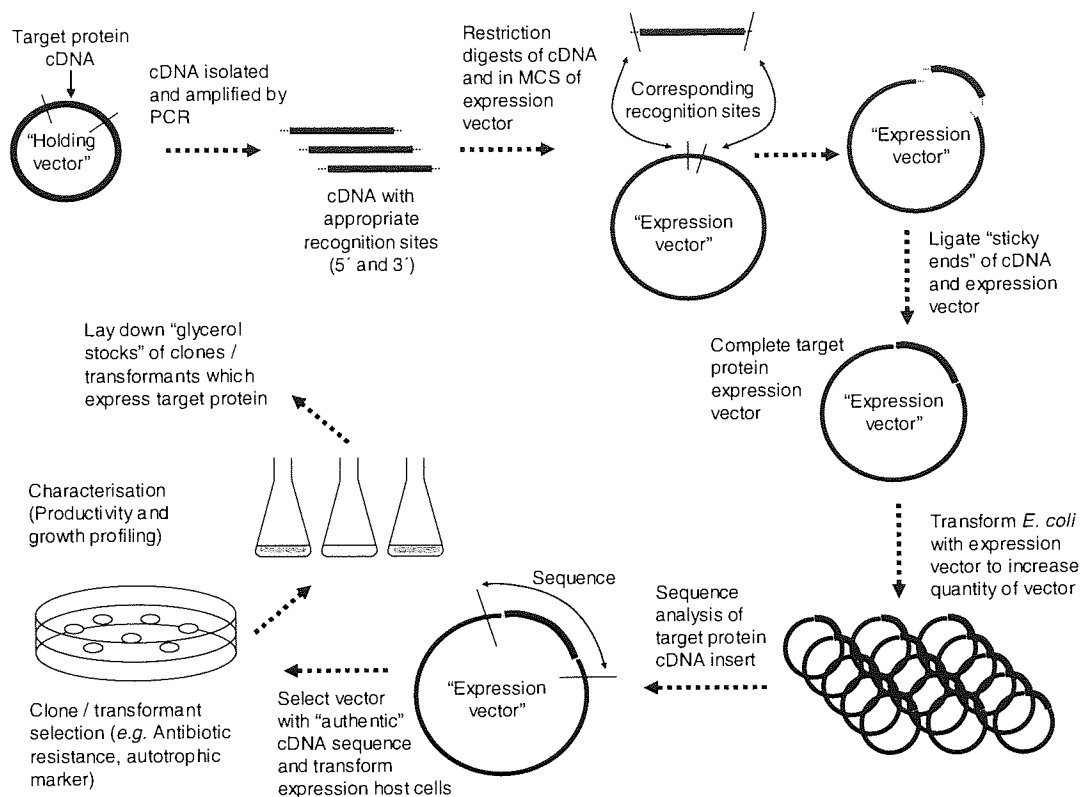 Target protein
cDNA
"Holding
vector"
cDNA isolated
and amplified by
PCR
cDNA with
appropriate
recognition sites
(5´ and 3´)
Restriction
digests of cDNA
and in MCS of
expression
vector
Corresponding
recognition sites
"Expression
vector"
"Expression
vector"
Ligate "sticky
ends" of cDNA
and expression
vector
Complete target
protein
expression
vector
"Expression
vector"
Transform E. coli
with expression
vector to increase
quantity of vector
Sequence
analysis of
target protein
cDNA insert
Sequence
"Expression
vector"
Select vector
with "authentic"
cDNA sequence
and transform
expression host cells
Clone / transformant
selection (e.g. Antibiotic
resistance, autotrophic
marker)
Characterisation
(Productivity and
growth profiling)
Lay down "glycerol
stocks" of clones /
transformants which
express target protein